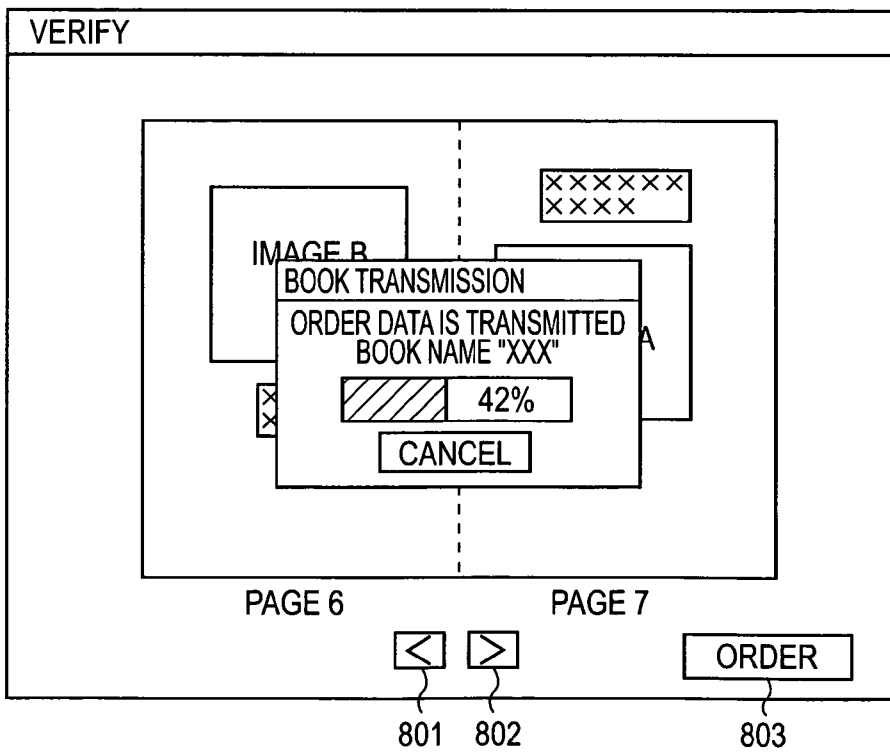 VERIFY
××××××
××××
IMAGE B
A
BOOK TRANSMISSION
ORDER DATA IS TRANSMITTED
BOOK NAME "XXX"
×
×
42%
CANCEL
PAGE 6
PAGE 7
<
>
ORDER
801
802
803